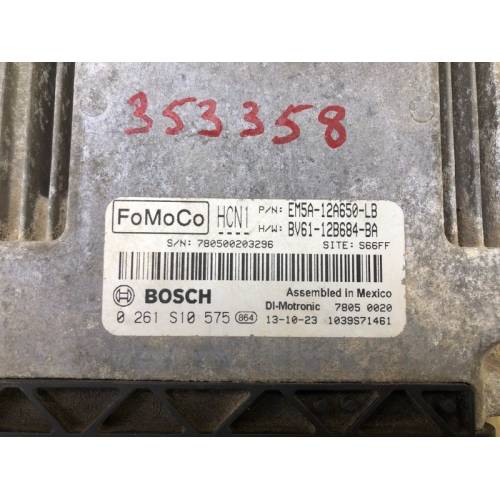 353358
FoMoCo HCN1 P/N: EM5A-12A650-LB
H/W: BV61-12B684-BA
S/N: 780500203296 SITE: S66FF
BOSCH Assembled in Mexico
DI-Motronic 7805 0020
0 261 S10 575 864 13-10-23 1039S71461